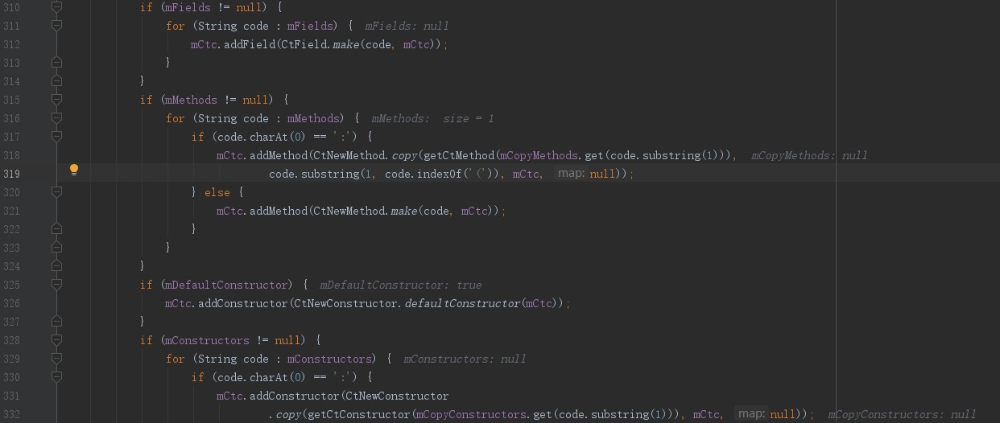 310 if (mFields != null) {
311 for (String code : mFields) { mFields: null
312 mCtc.addField(CtField.make(code, mCtc));
313 }
314 }
315 if (mMethods != null) {
316 for (String code : mMethods) { mMethods: size = 1
317 if (code.charAt(0) == ':') {
318 mCtc.addMethod(CtNewMethod.copy(getCtMethod(mCopyMethods.get(code.substring(1))), mCopyMethods: null
319 code.substring(1, code.indexOf('(')), mCtc, map: null));
320 } else {
321 mCtc.addMethod(CtNewMethod.make(code, mCtc));
322 }
323 }
324 }
325 if (mDefaultConstructor) { mDefaultConstructor: true
326 mCtc.addConstructor(CtNewConstructor.defaultConstructor(mCtc));
327 }
328 if (mConstructors != null) {
329 for (String code : mConstructors) { mConstructors: null
330 if (code.charAt(0) == ':') {
331 mCtc.addConstructor(CtNewConstructor
332 .copy(getCtConstructor(mCopyConstructors.get(code.substring(1))), mCtc, map: null)); mCopyConstructors: null